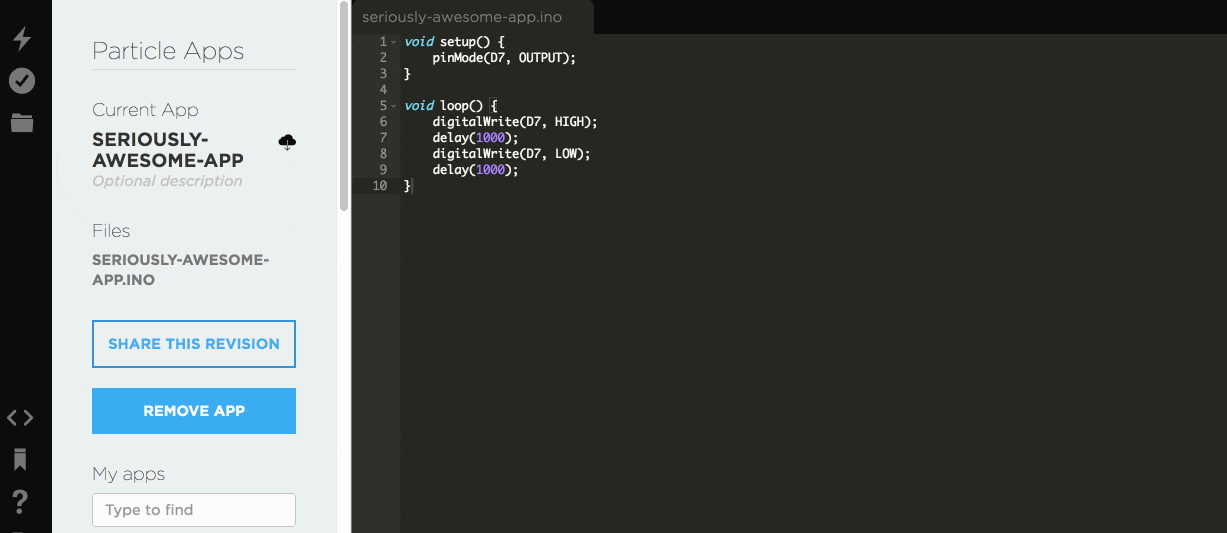 Particle Apps
Current App
SERIOUSLY-
AWESOME-APP
Optional description
Files
SERIOUSLY-AWESOME-
APP.INO
SHARE THIS REVISION
REMOVE APP
My apps
Type to find
seriously-awesome-app.ino
1 void setup() {
2 pinMode(D7, OUTPUT);
3 }
4
5 void loop() {
6 digitalWrite(D7, HIGH);
7 delay(1000);
8 digitalWrite(D7, LOW);
9 delay(1000);
10 }